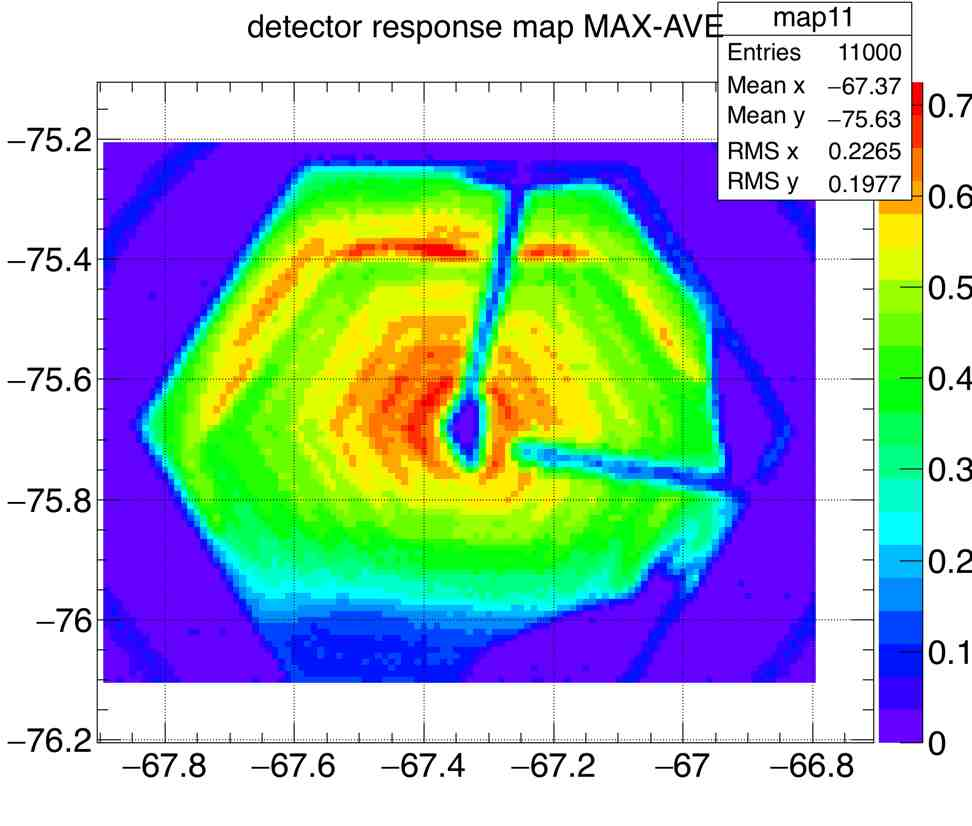 detector response map MAX-AVE
map11
Entries 11000
Mean x −67.37
Mean y −75.63
RMS x 0.2265
RMS y 0.1977
−75.2
−75.4
−75.6
−75.8
−76
−76.2
−67.8 −67.6 −67.4 −67.2 −67 −66.8
0.7
0.6
0.5
0.4
0.3
0.2
0.1
0